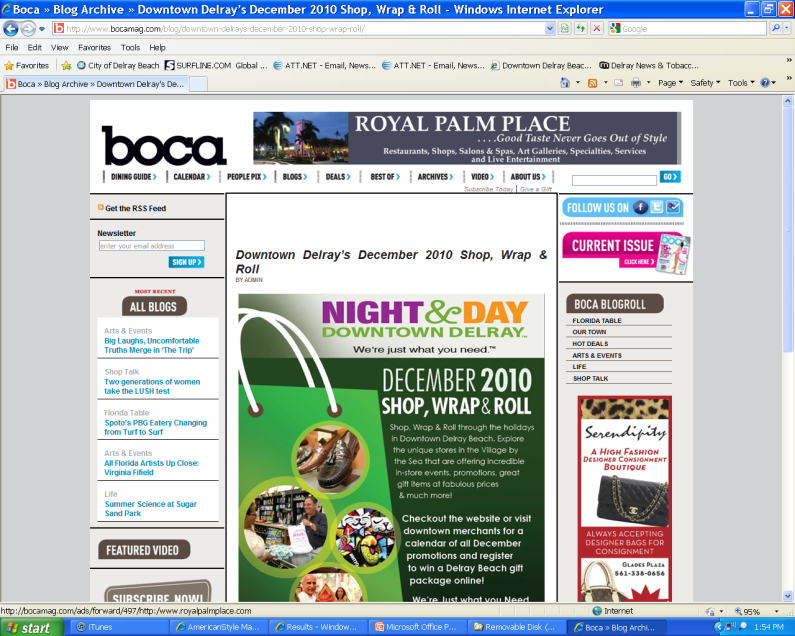 Boca » Blog Archive » Downtown Delray's December 2010 Shop, Wrap & Roll - Windows Internet Explorer
http://www.bocamag.com/blog/downtown-delrays-december-2010-shop-wrap-roll/
Google
File Edit View Favorites Tools Help
Favorites City of Delray Beach SURFLINE.COM Global ... ATT.NET - Email, News... ATT.NET - Email, News... Downtown Delray Beac... Delray News & Tobacc...
Boca » Blog Archive » Downtown Delray's De...
Page Safety Tools
boca
ROYAL PALM PLACE
. . . .Good Taste Never Goes Out of Style
Restaurants, Shops, Salons & Spas, Art Galleries, Specialties, Services
and Live Entertainment
DINING GUIDE CALENDAR PEOPLE PIX BLOGS DEALS BEST OF ARCHIVES VIDEO ABOUT US GO
Subscribe Today | Give a Gift
Get the RSS Feed
Newsletter
enter your email address
SIGN UP
MOST RECENT
ALL BLOGS
Arts & Events
Big Laughs, Uncomfortable
Truths Merge in 'The Trip'
Shop Talk
Two generations of women
take the LUSH test
Florida Table
Spoto's PBG Eatery Changing
from Turf to Surf
Arts & Events
All Florida Artists Up Close:
Virginia Fifield
Life
Summer Science at Sugar
Sand Park
FEATURED VIDEO
SUBSCRIBE NOW!
Downtown Delray's December 2010 Shop, Wrap &
Roll
BY ADMIN
NIGHT & DAY
DOWNTOWN DELRAY™
We're just what you need.™
DECEMBER 2010
SHOP, WRAP & ROLL
Shop, Wrap & Roll through the holidays
in Downtown Delray Beach. Explore
the unique stores in the Village by
the Sea that are offering incredible
in-store events, promotions, great
gift items at fabulous prices
& much more!
Checkout the website or visit
downtown merchants for a
calendar of all December
promotions and register
to win a Delray Beach gift
package online!
We're Just what you Need
FOLLOW US ON
CURRENT ISSUE
CLICK HERE
BOCA BLOGROLL
FLORIDA TABLE
OUR TOWN
HOT DEALS
ARTS & EVENTS
LIFE
SHOP TALK
Serendipity
A HIGH FASHION
DESIGNER CONSIGNMENT
BOUTIQUE
ALWAYS ACCEPTING
DESIGNER BAGS FOR
CONSIGNMENT
GLADES PLAZA
561-338-0656
http://bocamag.com/ads/forward/497/http:/www.royalpalmplace.com
Internet 95%
start iTunes AmericanStyle Ma... Results - Window... Microsoft Office P... Removable Disk (... Boca » Blog Archi... 1:54 PM